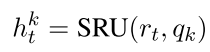 h_t^k = SRU(r_t, q_k)